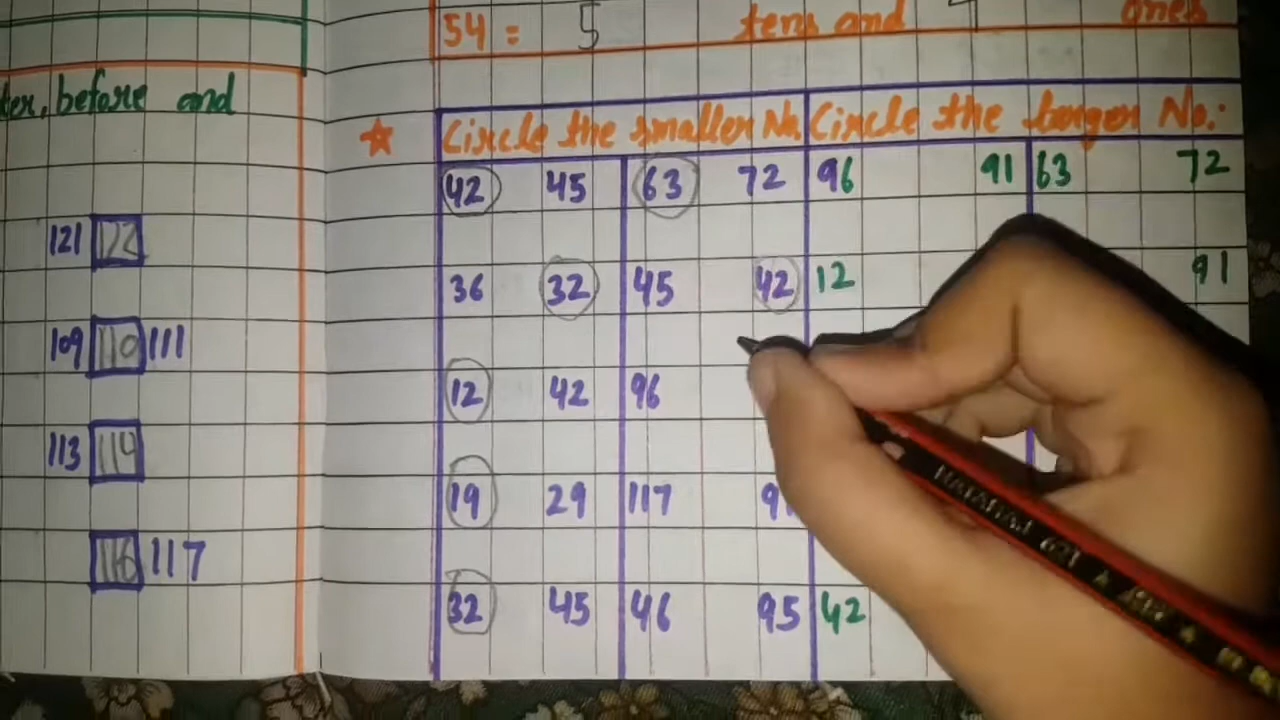 54 = 5 tens and 4 ones
before and
Circle the smaller No. Circle the larger No.:
42 45 63 72 96 91 63 72
121 122
36 32 45 42 12 91
109 110 111
12 42 96
113 114
19 29 117
116 117
32 45 46 95 42